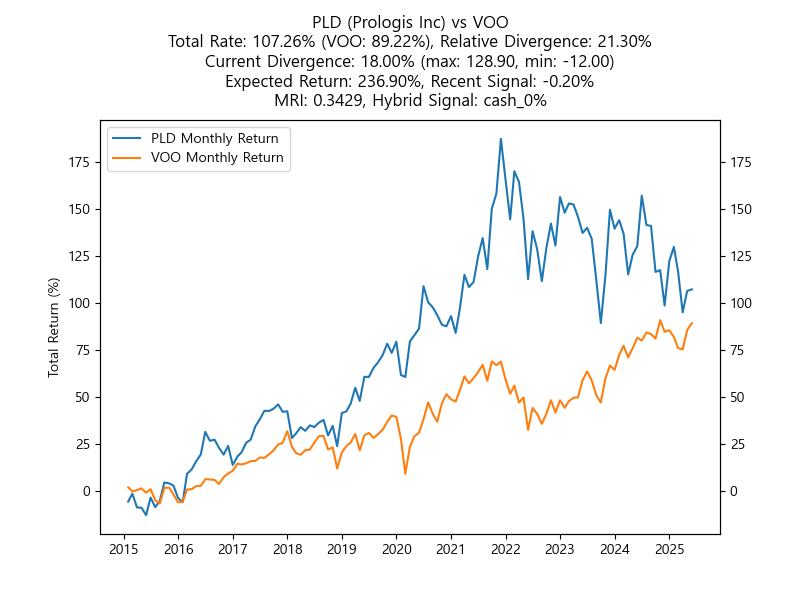 PLD (Prologis Inc) vs VOO
Total Rate: 107.26% (VOO: 89.22%), Relative Divergence: 21.30%
Current Divergence: 18.00% (max: 128.90, min: -12.00)
Expected Return: 236.90%, Recent Signal: -0.20%
MRI: 0.3429, Hybrid Signal: cash_0%
PLD Monthly Return
VOO Monthly Return
Total Return (%)
175 175
150 150
125 125
100 100
75 75
50 50
25 25
0 0
2015 2016 2017 2018 2019 2020 2021 2022 2023 2024 2025